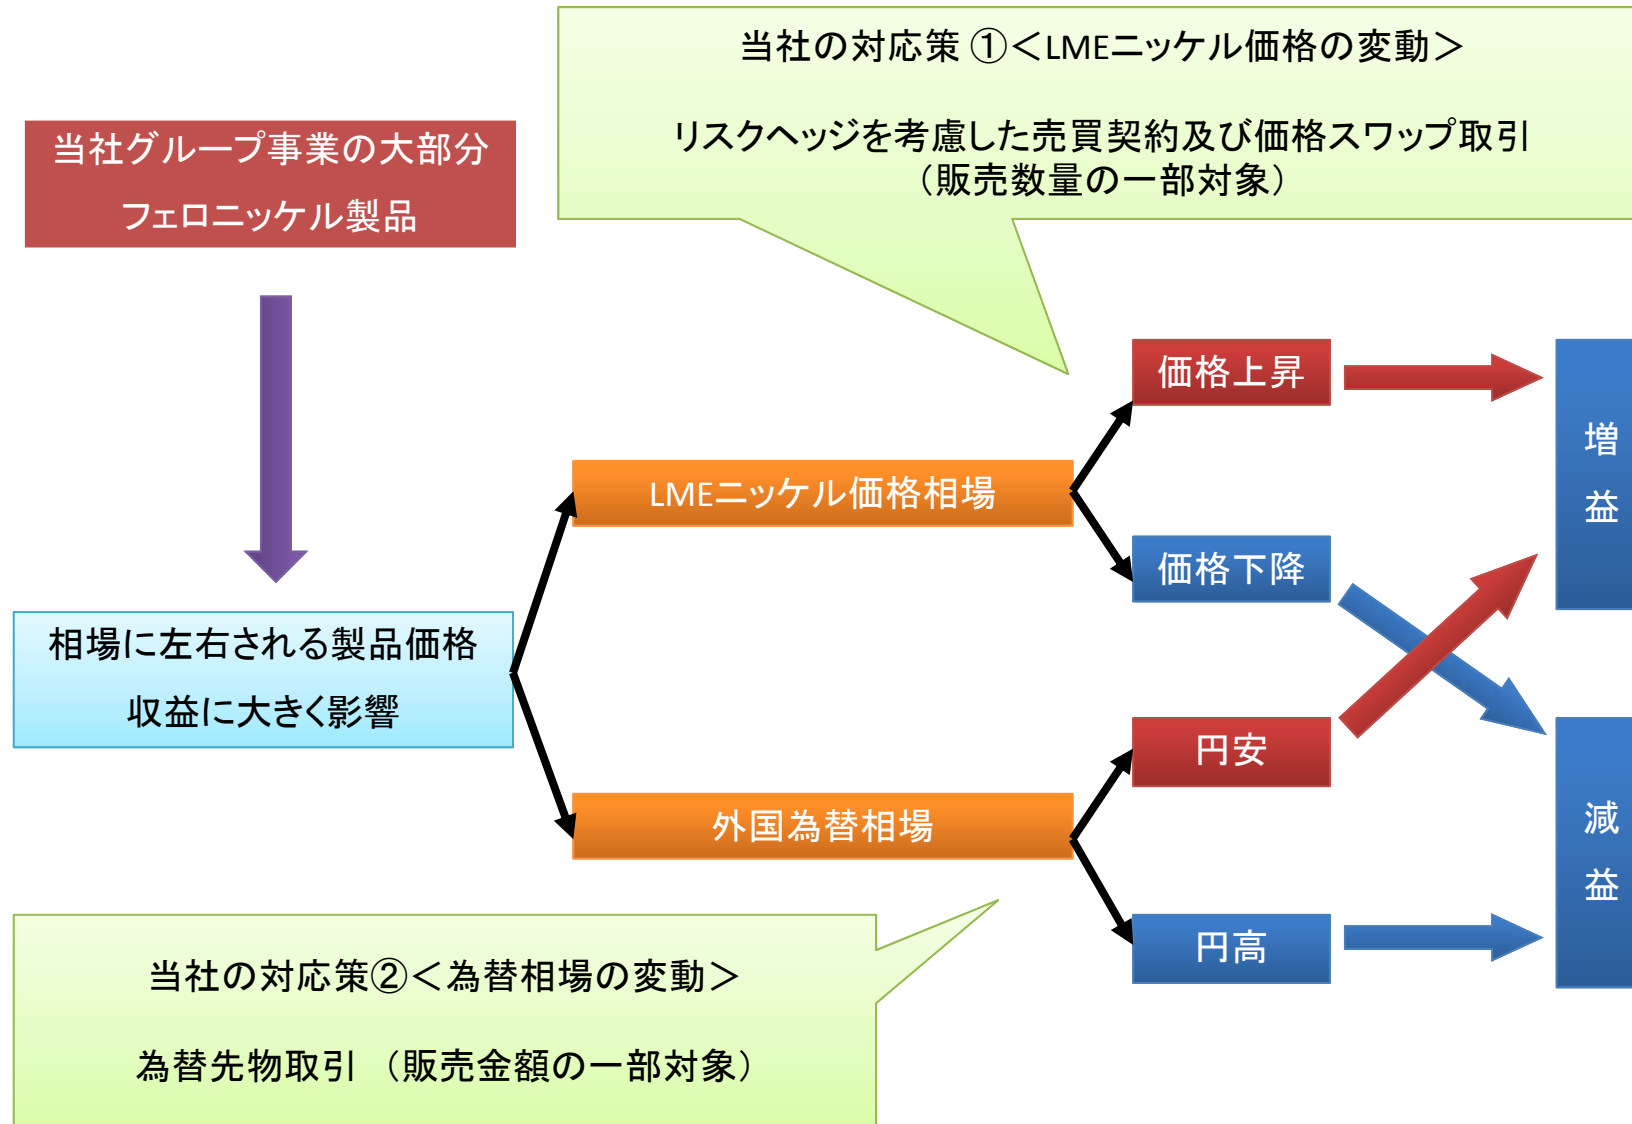 当社の対応策 ①＜LMEニッケル価格の変動＞
リスクヘッジを考慮した売買契約及び価格スワップ取引
（販売数量の一部対象）
当社グループ事業の大部分
フェロニッケル製品
価格上昇
増
益
LMEニッケル価格相場
価格下降
相場に左右される製品価格
収益に大きく影響
円安
外国為替相場
減
益
円高
当社の対応策②＜為替相場の変動＞
為替先物取引 （販売金額の一部対象）